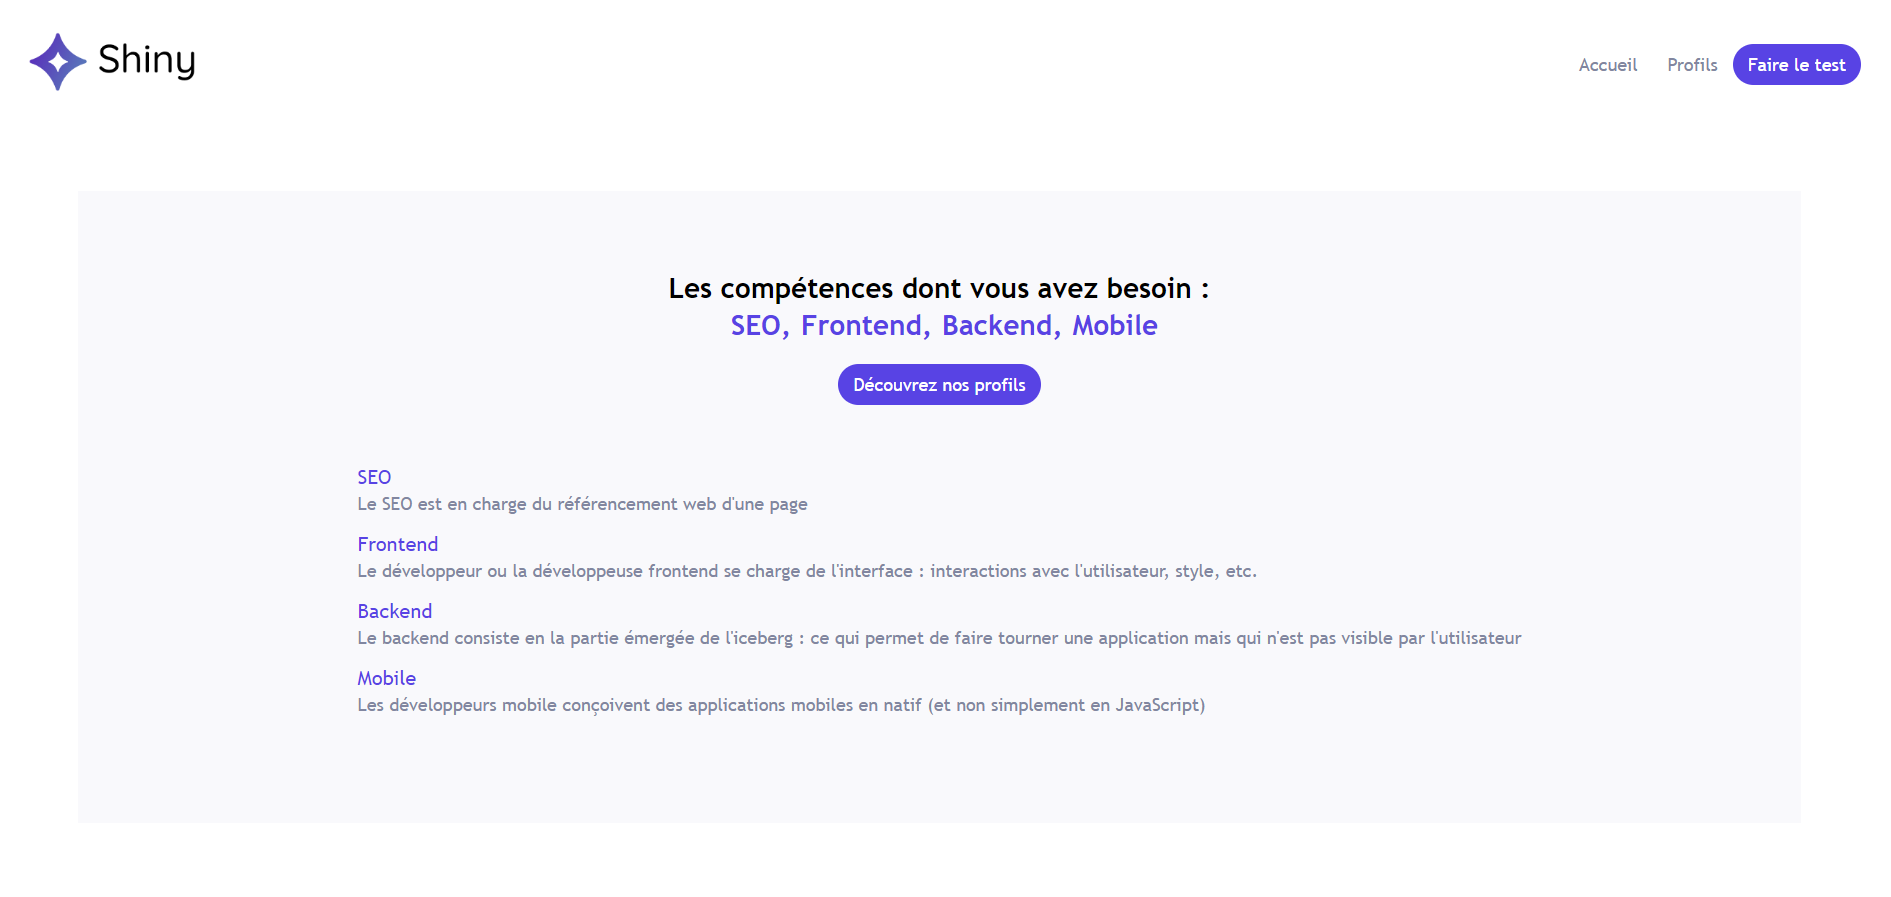 Shiny
Accueil Profils Faire le test
Les compétences dont vous avez besoin :
SEO, Frontend, Backend, Mobile
Découvrez nos profils
SEO
Le SEO est en charge du référencement web d'une page
Frontend
Le développeur ou la développeuse frontend se charge de l'interface : interactions avec l'utilisateur, style, etc.
Backend
Le backend consiste en la partie émergée de l'iceberg : ce qui permet de faire tourner une application mais qui n'est pas visible par l'utilisateur
Mobile
Les développeurs mobile conçoivent des applications mobiles en natif (et non simplement en JavaScript)